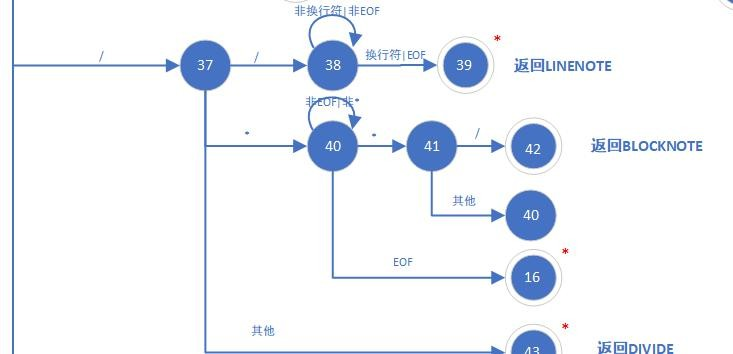 非换行符|非EOF
/
37
/
38
换行符|EOF
39
*
返回LINENOTE
非EOF|非*
*
40
*
41
/
42
返回BLOCKNOTE
其他
40
EOF
16
*
其他
43
*
返回DIVIDE